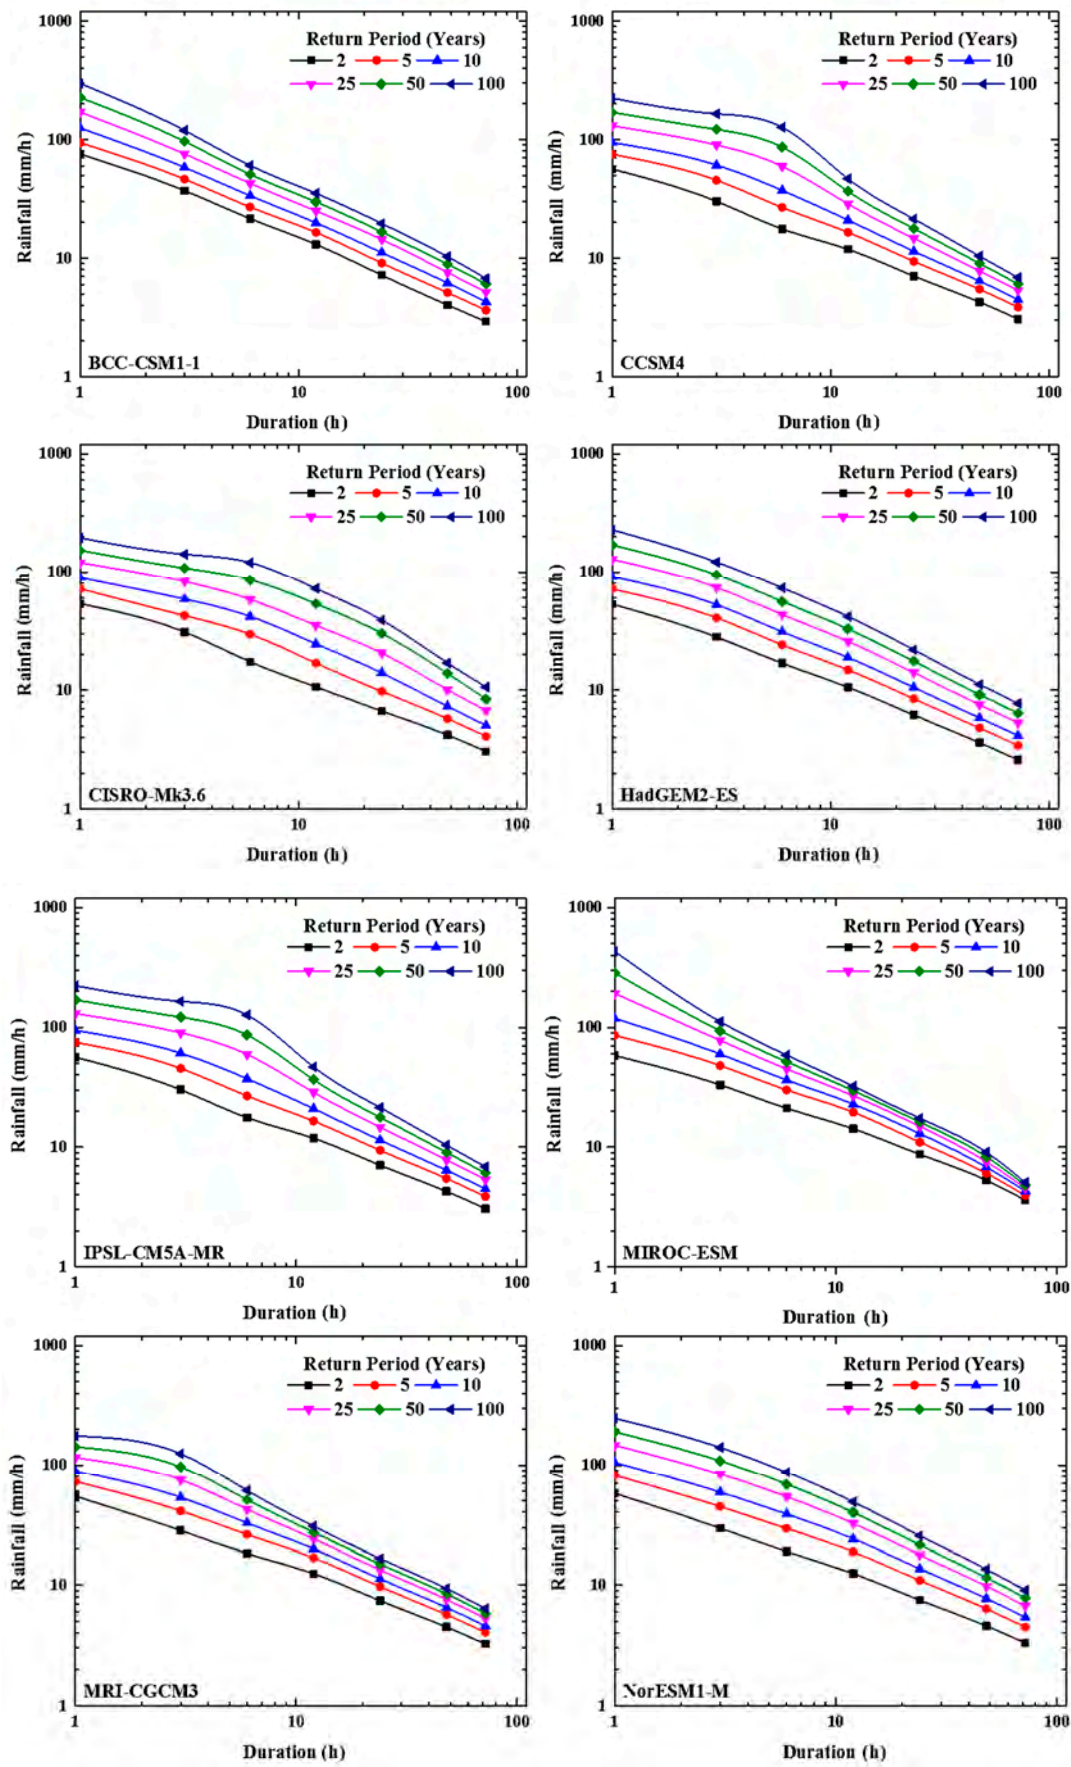 1000
Return Period (Years)
2 5 10
25 50 100
100
Rainfall (mm/h)
10
BCC-CSM1-1
1
1 10 100
Duration (h)
1000
Return Period (Years)
2 5 10
25 50 100
100
Rainfall (mm/h)
10
CCSM4
1
1 10 100
Duration (h)
1000
Return Period (Years)
2 5 10
25 50 100
100
Rainfall (mm/h)
10
CISRO-Mk3.6
1
1 10 100
Duration (h)
1000
Return Period (Years)
2 5 10
25 50 100
100
Rainfall (mm/h)
10
HadGEM2-ES
1
1 10 100
Duration (h)
1000
Return Period (Years)
2 5 10
25 50 100
100
Rainfall (mm/h)
10
IPSL-CM5A-MR
1
1 10 100
Duration (h)
1000
Return Period (Years)
2 5 10
25 50 100
100
Rainfall (mm/h)
10
MIROC-ESM
1
1 10 100
Duration (h)
1000
Return Period (Years)
2 5 10
25 50 100
100
Rainfall (mm/h)
10
MRI-CGCM3
1
1 10 100
Duration (h)
1000
Return Period (Years)
2 5 10
25 50 100
100
Rainfall (mm/h)
10
NorESM1-M
1
1 10 100
Duration (h)